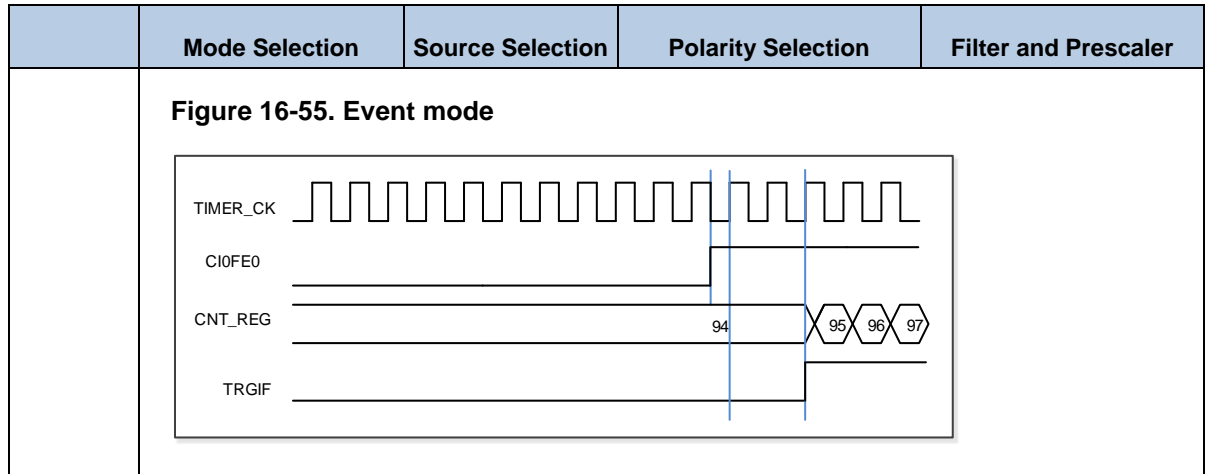 Mode Selection Source Selection Polarity Selection Filter and Prescaler
Figure 16-55. Event mode
TIMER_CK
CI0FE0
CNT_REG 94 95 96 97
TRGIF